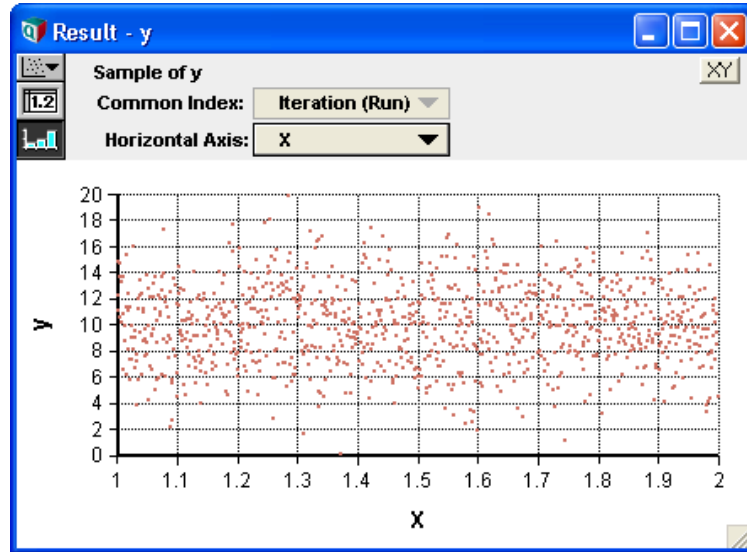 Result - y
Sample of y
XY
1.2
Common Index: Iteration (Run)
Horizontal Axis: X
20
18
16
14
12
10
8
6
4
2
0
y
1 1.1 1.2 1.3 1.4 1.5 1.6 1.7 1.8 1.9 2
X